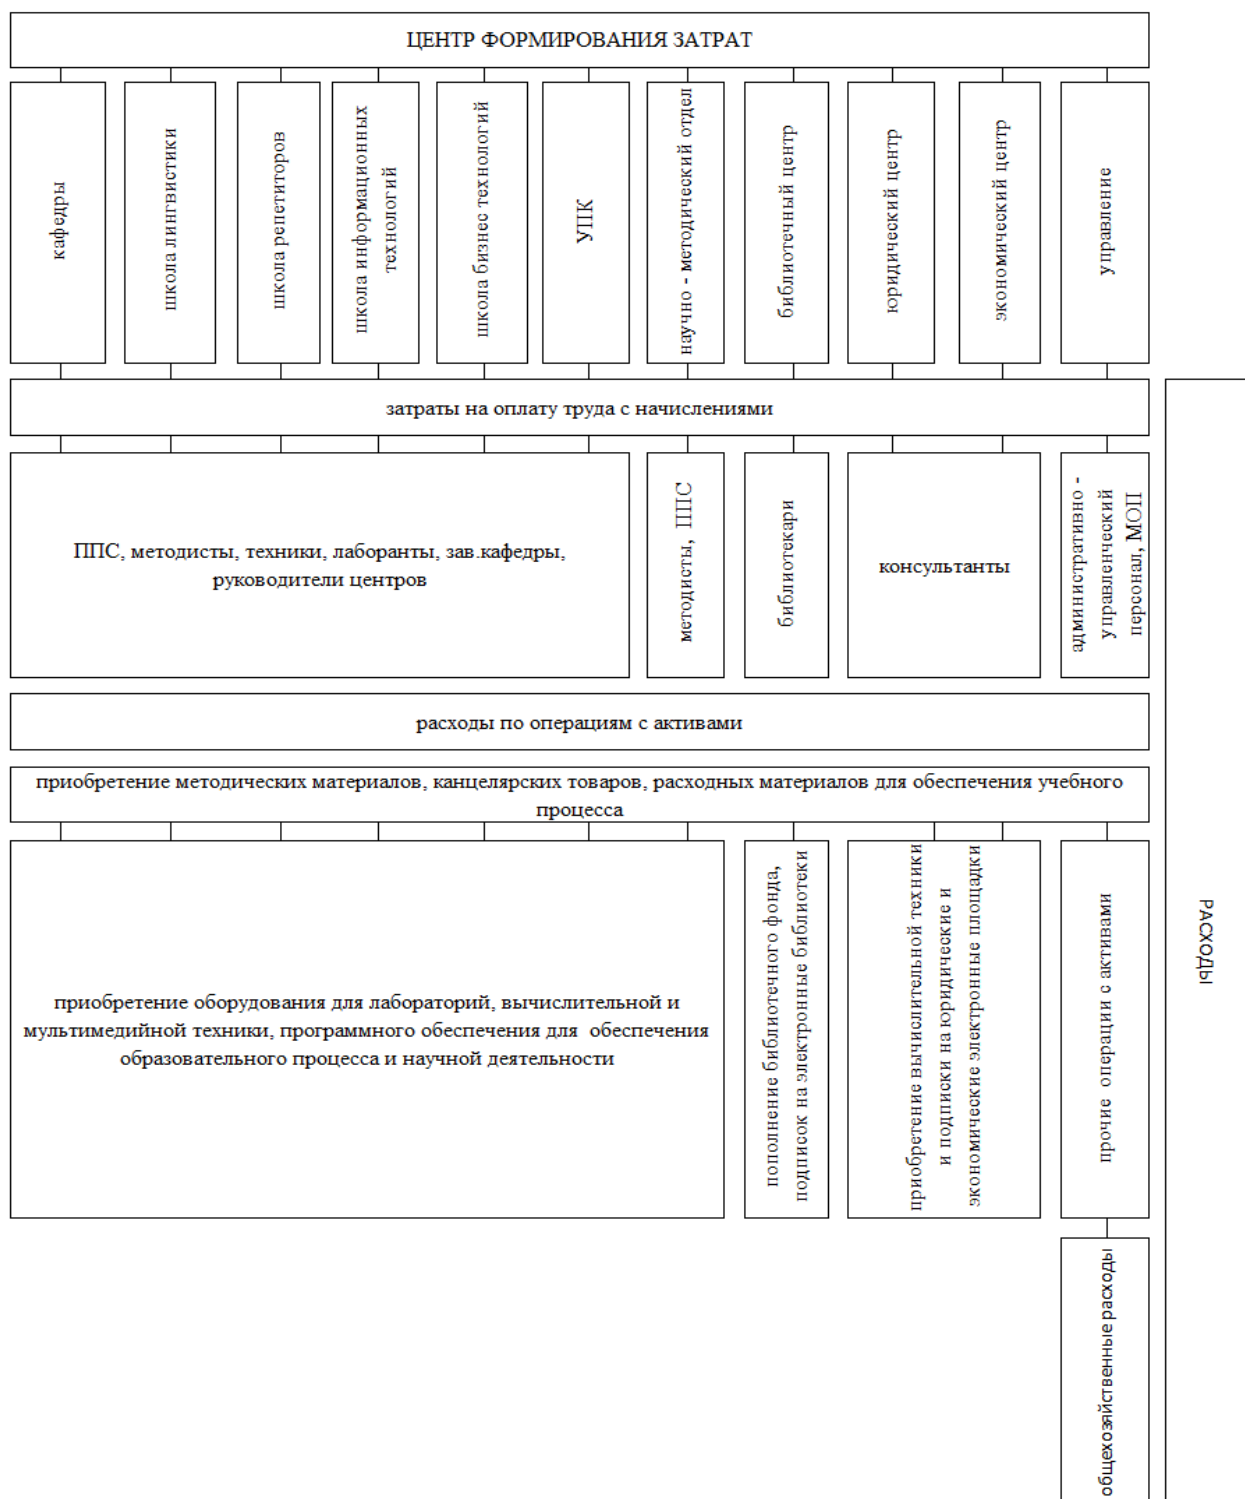 ЦЕНТР ФОРМИРОВАНИЯ ЗАТРАТ
кафедры
школа лингвистики
школа репетиторов
школа информационных
технологий
школа бизнес технологий
УПК
научно - методический отдел
библиотечный центр
юридический центр
экономический центр
управление
затраты на оплату труда с начислениями
ППС, методисты, техники, лаборанты, зав.кафедры,
руководители центров
методисты, ППС
библиотекари
консультанты
административно -
управленческий
персонал, МОП
расходы по операциям с активами
приобретение методических материалов, канцелярских товаров, расходных материалов для обеспечения учебного
процесса
приобретение оборудования для лабораторий, вычислительной и
мультимедийной техники, программного обеспечения для обеспечения
образовательного процесса и научной деятельности
пополнение библиотечного фонда,
подписок на электронные библиотеки
приобретение вычислительной техники
и подписки на юридические и
экономические электронные площадки
прочие операции с активами
общехозяйственные расходы
РАСХОДЫ